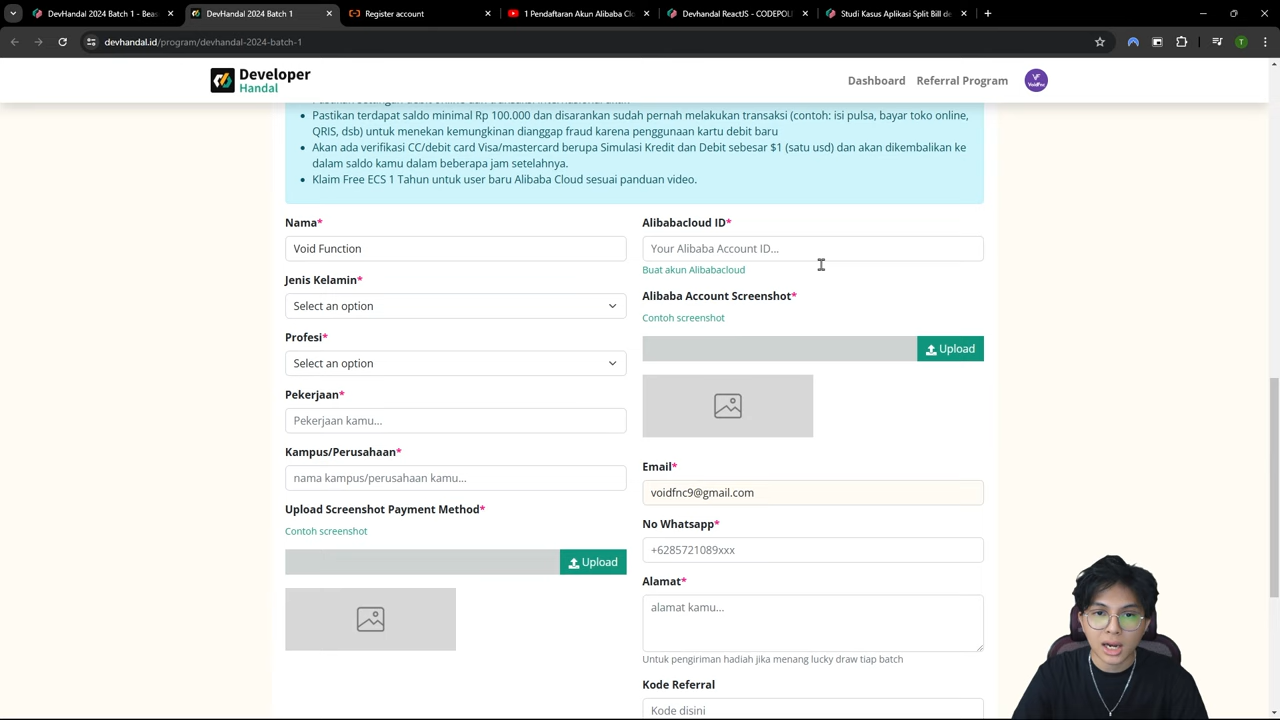 DevHandal 2024 Batch 1 - Beas
DevHandal 2024 Batch 1
Register account
1 Pendaftaran Akun Alibaba Clo
Devhandal ReactJS - CODEPOLI
Studi Kasus Aplikasi Split Bill de
devhandal.id/program/devhandal-2024-batch-1
T
Developer
Handal
Dashboard
Referral Program
VF
VoidFnc
Pastikan terdapat saldo minimal Rp 100.000 dan disarankan sudah pernah melakukan transaksi (contoh: isi pulsa, bayar toko online,
QRIS, dsb) untuk menekan kemungkinan dianggap fraud karena penggunaan kartu debit baru
Akan ada verifikasi CC/debit card Visa/mastercard berupa Simulasi Kredit dan Debit sebesar $1 (satu usd) dan akan dikembalikan ke
dalam saldo kamu dalam beberapa jam setelahnya.
Klaim Free ECS 1 Tahun untuk user baru Alibaba Cloud sesuai panduan video.
Nama*
Void Function
Jenis Kelamin*
Select an option
Profesi*
Select an option
Pekerjaan*
Pekerjaan kamu...
Kampus/Perusahaan*
nama kampus/perusahaan kamu...
Upload Screenshot Payment Method*
Contoh screenshot
Upload
Alibabacloud ID*
Your Alibaba Account ID...
Buat akun Alibabacloud
Alibaba Account Screenshot*
Contoh screenshot
Upload
Email*
voidfnc9@gmail.com
No Whatsapp*
+6285721089xxx
Alamat*
alamat kamu...
Untuk pengiriman hadiah jika menang lucky draw tiap batch
Kode Referral
Kode disini